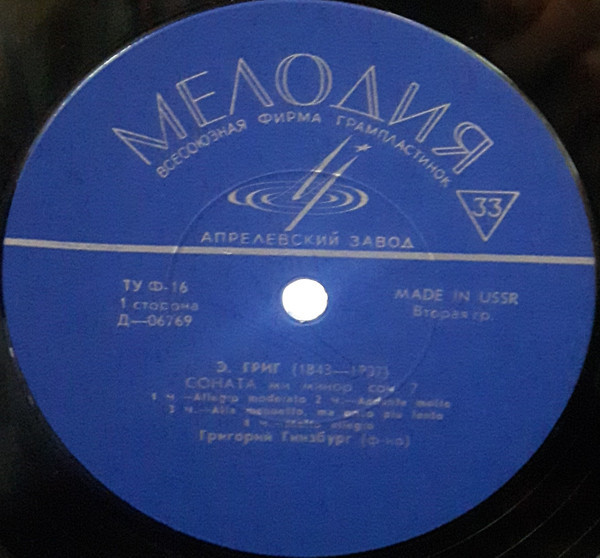 МЕЛОДИЯ
ВСЕСОЮЗНАЯ ФИРМА ГРАМПЛАСТИНОК
33
АПРЕЛЕВСКИЙ ЗАВОД
ТУ Ф-16
MADE IN USSR
1 сторона
Вторая гр.
Д—06769
Э. ГРИГ (1843—1907)
СОНАТА ми минор соч. 7
1 ч.—Allegro moderato 2 ч.—Andante molto
3 ч.—Alla menuetto, ma poco più lento
4 ч.—Molto allegro
Григорий Гинзбург (ф-но)